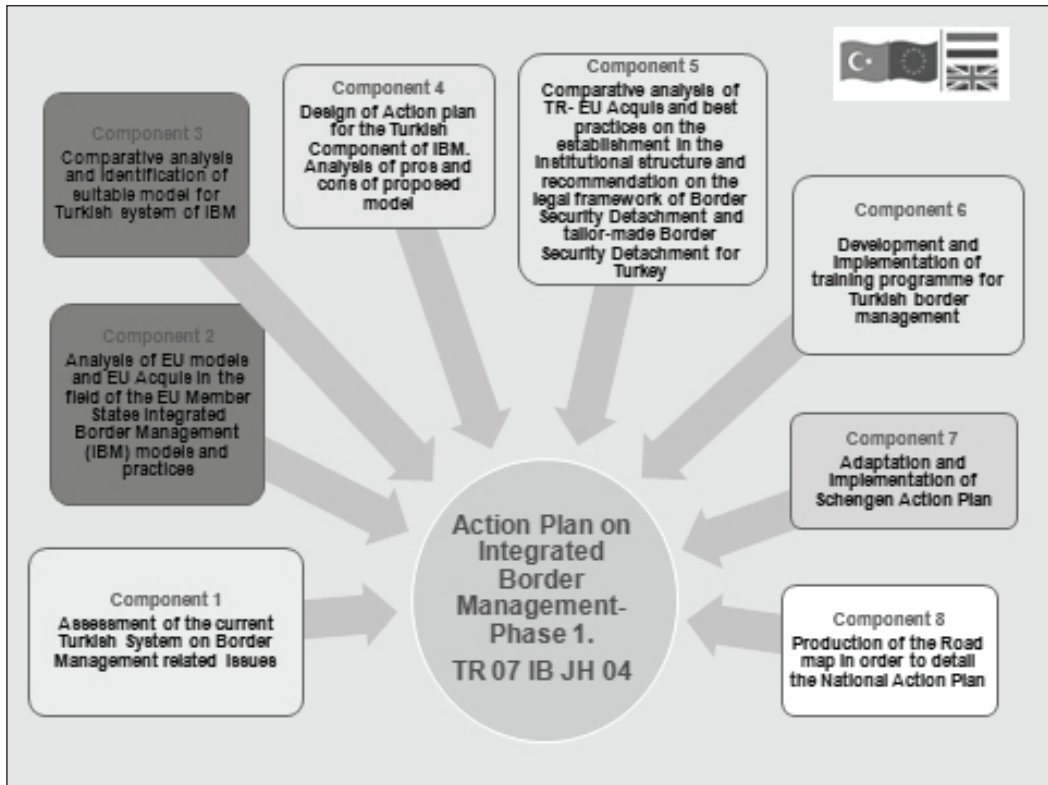 Component 1
Assessment of the current
Turkish System on Border
Management related issues
Component 2
Analysis of EU models
and EU Acquis in the
field of the EU Member
States Integrated
Border Management
(IBM) models and
practices
Component 3
Comparative analysis
and identification of
suitable model for
Turkish system of IBM
Component 4
Design of Action plan
for the Turkish
Component of IBM.
Analysis of pros and
cons of proposed
model
Component 5
Comparative analysis of
TR- EU Acquis and best
practices on the
establishment in the
institutional structure and
recommendation on the
legal framework of Border
Security Detachment and
tailor-made Border
Security Detachment for
Turkey
Component 6
Development and
implementation of
training programme for
Turkish border
management
Component 7
Adaptation and
implementation of
Schengen Action Plan
Component 8
Production of the Road
map in order to detail
the National Action Plan
Action Plan on
Integrated
Border
Management-
Phase 1.
TR 07 IB JH 04